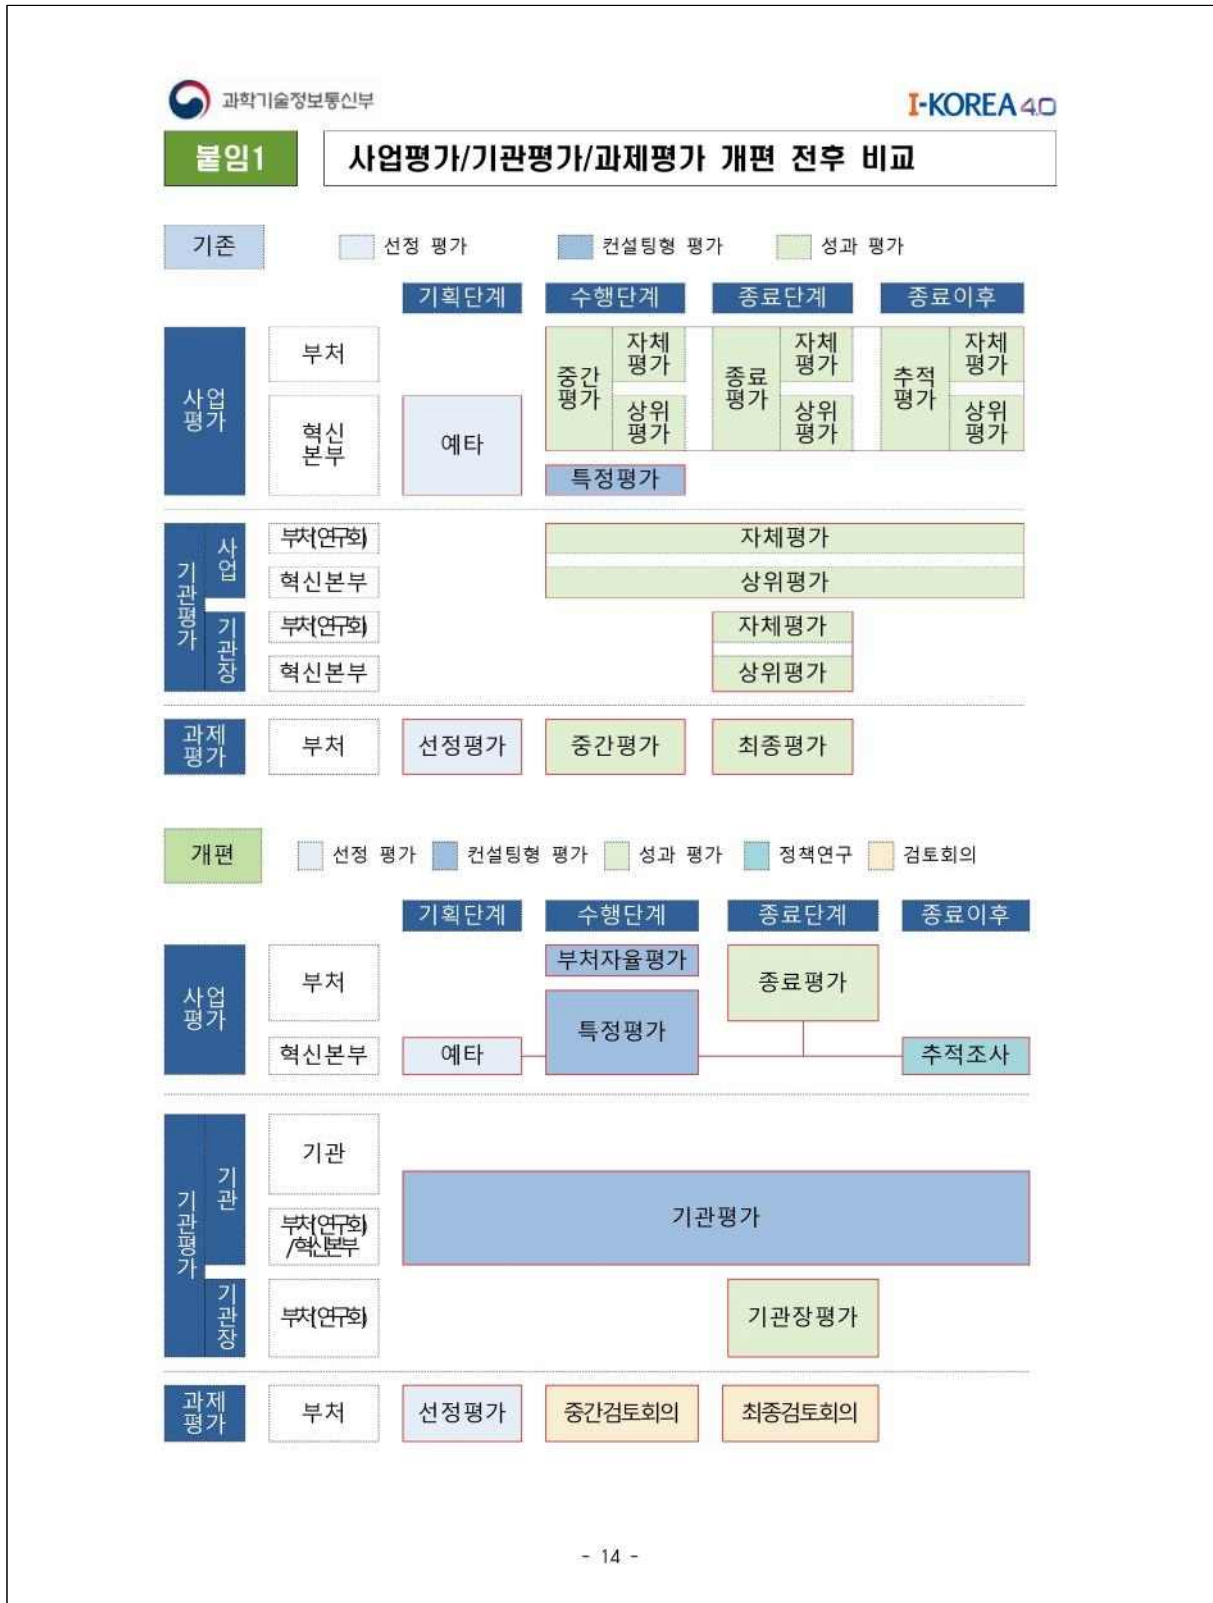 과학기술정보통신부
I-KOREA 4.0
붙임1
사업평가/기관평가/과제평가 개편 전후 비교
기존
선정 평가
컨설팅형 평가
성과 평가
기획단계
수행단계
종료단계
종료이후
사업
평가
부처
혁신
본부
예타
중간
평가
자체
평가
상위
평가
종료
평가
자체
평가
상위
평가
추적
평가
자체
평가
상위
평가
특정평가
기관평가
사업
부처(연구회)
자체평가
혁신본부
상위평가
기관장
부처(연구회)
자체평가
혁신본부
상위평가
과제
평가
부처
선정평가
중간평가
최종평가
개편
선정 평가
컨설팅형 평가
성과 평가
정책연구
검토회의
기획단계
수행단계
종료단계
종료이후
사업
평가
부처
부처자율평가
종료평가
특정평가
혁신본부
예타
추적조사
기관평가
기관
기관
부처(연구회)
/혁신본부
기관평가
기관장
부처(연구회)
기관장평가
과제
평가
부처
선정평가
중간검토회의
최종검토회의
- 14 -